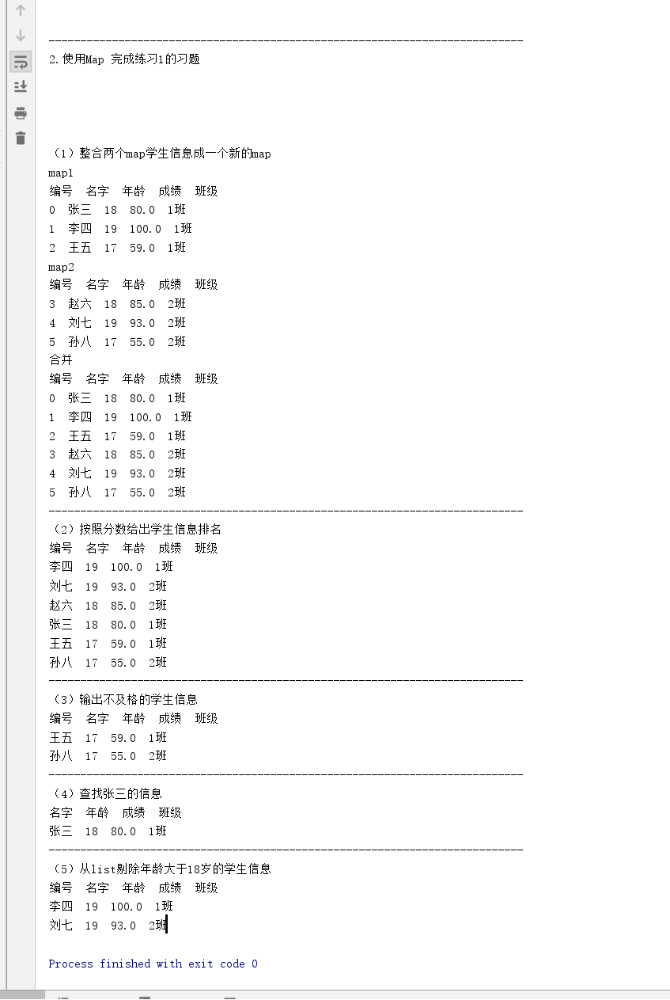 ---------------------------------------------------------------------------
2.使用Map 完成练习1的习题
（1）整合两个map学生信息成一个新的map
map1
编号  名字  年龄  成绩  班级
0  张三  18  80.0  1班
1  李四  19  100.0  1班
2  王五  17  59.0  1班
map2
编号  名字  年龄  成绩  班级
3  赵六  18  85.0  2班
4  刘七  19  93.0  2班
5  孙八  17  55.0  2班
合并
编号  名字  年龄  成绩  班级
0  张三  18  80.0  1班
1  李四  19  100.0  1班
2  王五  17  59.0  1班
3  赵六  18  85.0  2班
4  刘七  19  93.0  2班
5  孙八  17  55.0  2班
---------------------------------------------------------------------------
（2）按照分数给出学生信息排名
编号  名字  年龄  成绩  班级
李四  19  100.0  1班
刘七  19  93.0  2班
赵六  18  85.0  2班
张三  18  80.0  1班
王五  17  59.0  1班
孙八  17  55.0  2班
---------------------------------------------------------------------------
（3）输出不及格的学生信息
编号  名字  年龄  成绩  班级
王五  17  59.0  1班
孙八  17  55.0  2班
---------------------------------------------------------------------------
（4）查找张三的信息
名字  年龄  成绩  班级
张三  18  80.0  1班
---------------------------------------------------------------------------
（5）从list剔除年龄大于18岁的学生信息
编号  名字  年龄  成绩  班级
李四  19  100.0  1班
刘七  19  93.0  2班
Process finished with exit code 0